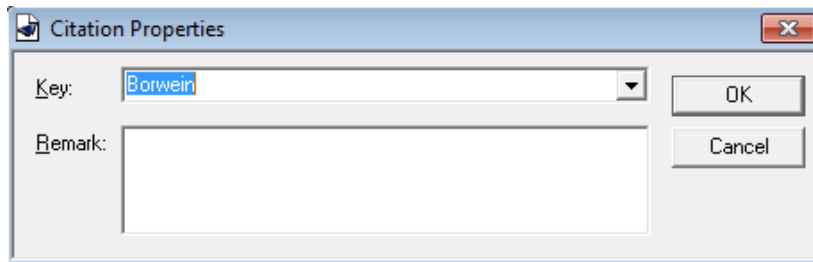 Citation Properties
Key:
Borwein
OK
Remark:
Cancel